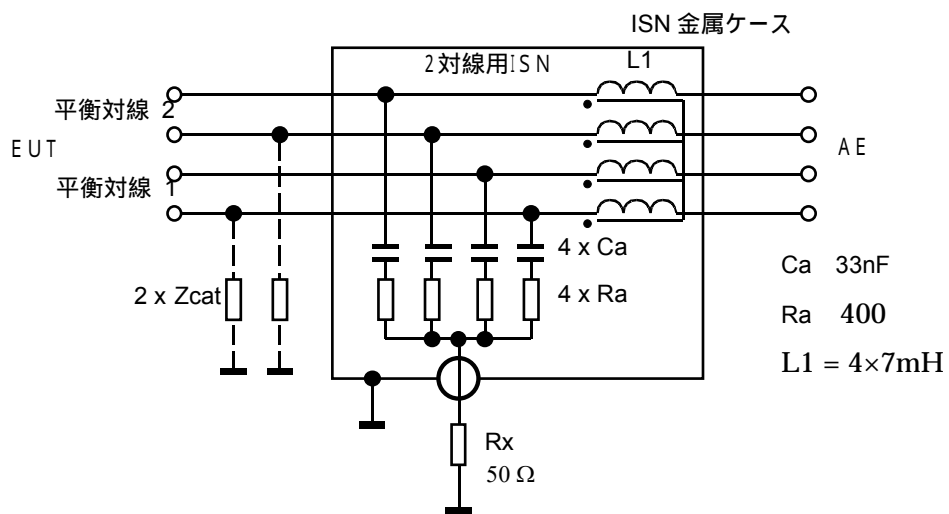 ISN 金属ケース
2対線用ISN
L1
平衡対線 2
EUT
平衡対線 1
AE
4 x Ca
4 x Ra
2 x Zcat
Ca 33nF
Ra 400
L1 = 4×7mH
Rx
50 Ω